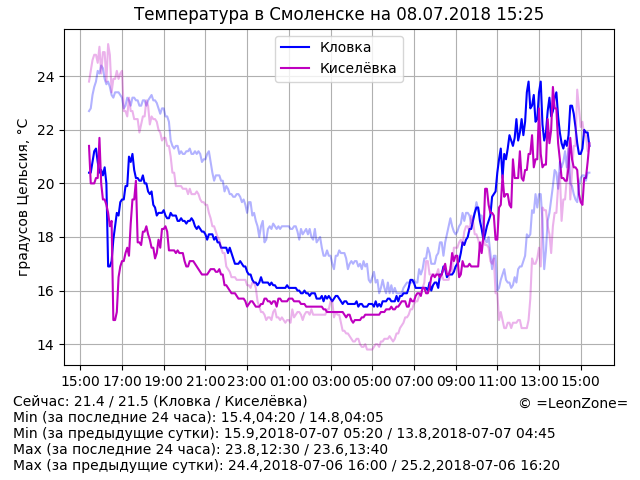 Температура в Смоленске на 08.07.2018 15:25
Кловка
Киселёвка
градусов Цельсия, °C
24
22
20
18
16
14
15:00 17:00 19:00 21:00 23:00 01:00 03:00 05:00 07:00 09:00 11:00 13:00 15:00
Сейчас: 21.4 / 21.5 (Кловка / Киселёвка)
© =LeonZone=
Min (за последние 24 часа): 15.4,04:20 / 14.8,04:05
Min (за предыдущие сутки): 15.9,2018-07-07 05:20 / 13.8,2018-07-07 04:45
Max (за последние 24 часа): 23.8,12:30 / 23.6,13:40
Max (за предыдущие сутки): 24.4,2018-07-06 16:00 / 25.2,2018-07-06 16:20